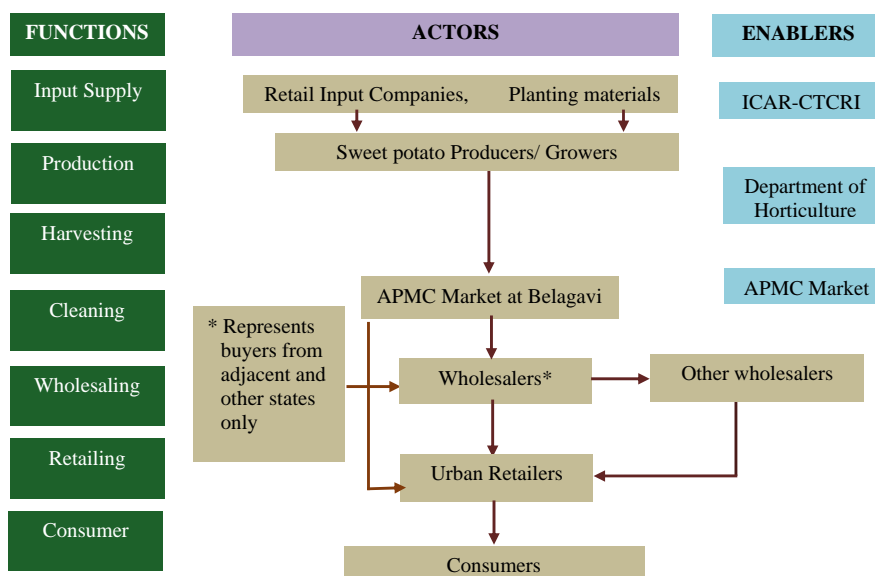 FUNCTIONS
ACTORS
ENABLERS
Input Supply
Retail Input Companies, Planting materials
ICAR-CTCRI
Production
Sweet potato Producers/ Growers
Department of
Horticulture
Harvesting
APMC Market at Belagavi
APMC Market
Cleaning
* Represents
buyers from
adjacent and
other states
only
Wholesaling
Wholesalers*
Other wholesalers
Retailing
Urban Retailers
Consumer
Consumers